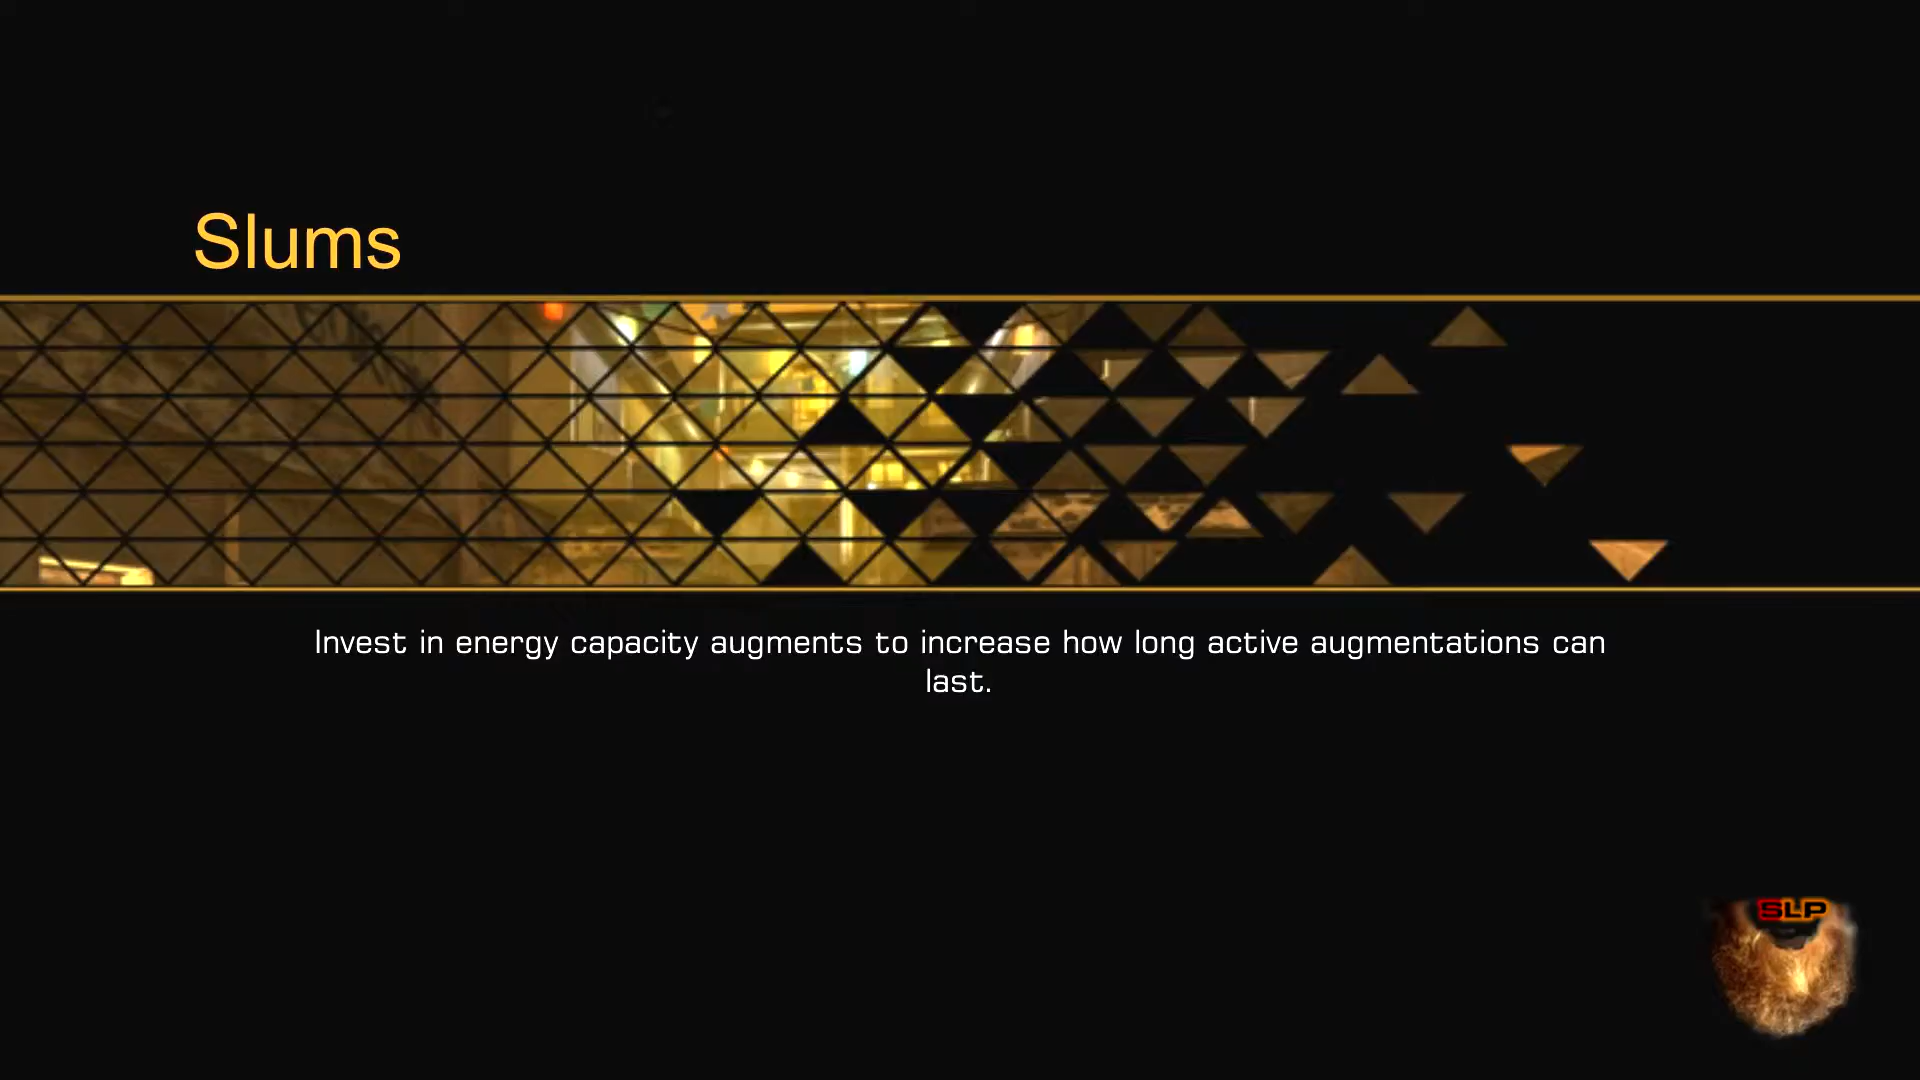 Slums
Invest in energy capacity augments to increase how long active augmentations can
last.
SLP